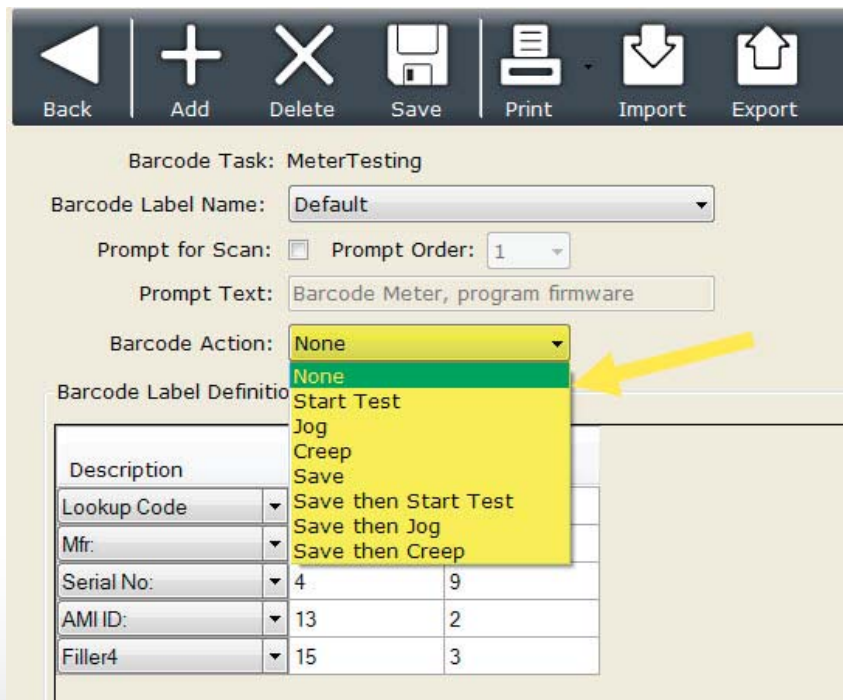 Back Add Delete Save Print Import Export
Barcode Task: MeterTesting
Barcode Label Name: Default
Prompt for Scan: Prompt Order: 1
Prompt Text: Barcode Meter, program firmware
Barcode Action: None
None
Start Test
Jog
Creep
Save
Save then Start Test
Save then Jog
Save then Creep
Barcode Label Definitio
Description
Lookup Code
Mfr:
Serial No: 4 9
AMI ID: 13 2
Filler4 15 3